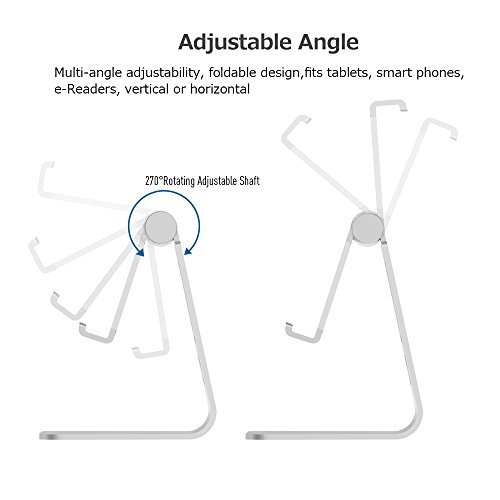 Adjustable Angle
Multi-angle adjustability, foldable design,fits tablets, smart phones,
e-Readers, vertical or horizontal
270°Rotating Adjustable Shaft